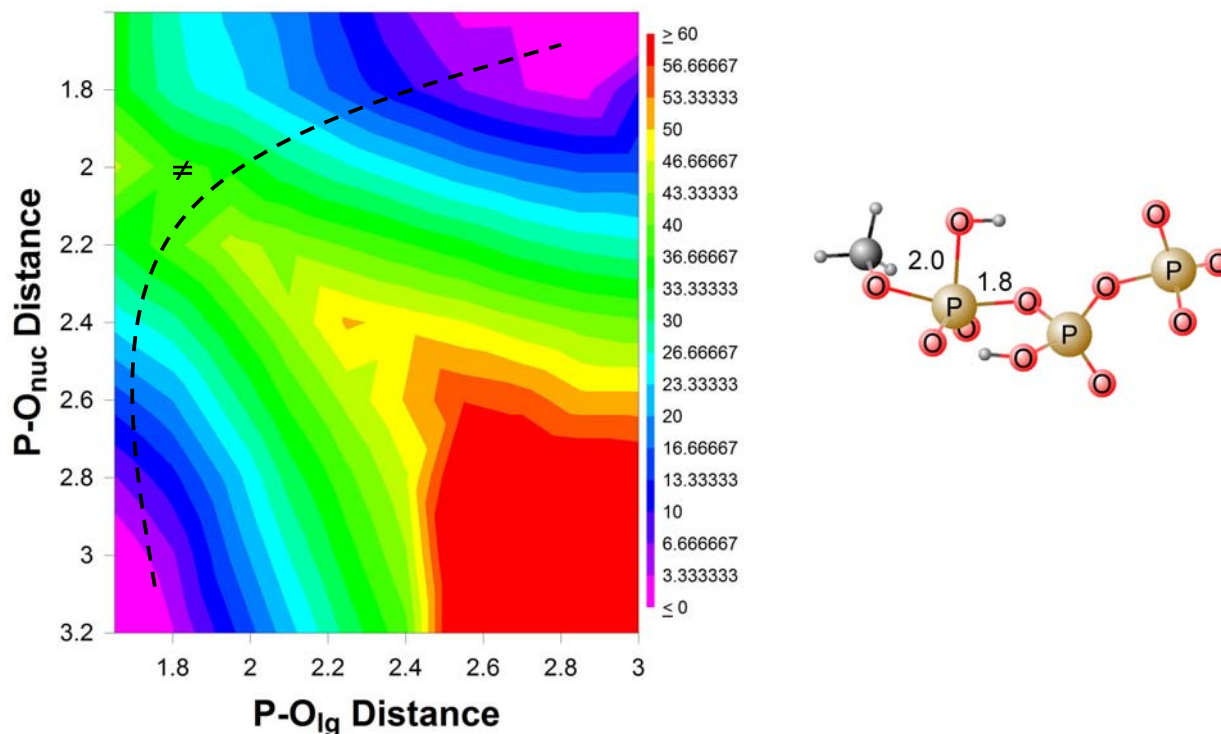 P-Onuc Distance
1.8
2
2.2
2.4
2.6
2.8
3
3.2
≠
1.8
2
2.2
2.4
2.6
2.8
3
P-Olg Distance
≥ 60
56.66667
53.33333
50
46.66667
43.33333
40
36.66667
33.33333
30
26.66667
23.33333
20
16.66667
13.33333
10
6.666667
3.333333
≤ 0
O
O
2.0
1.8
P
O
O
O
O
P
O
O
O
P
O
O
O